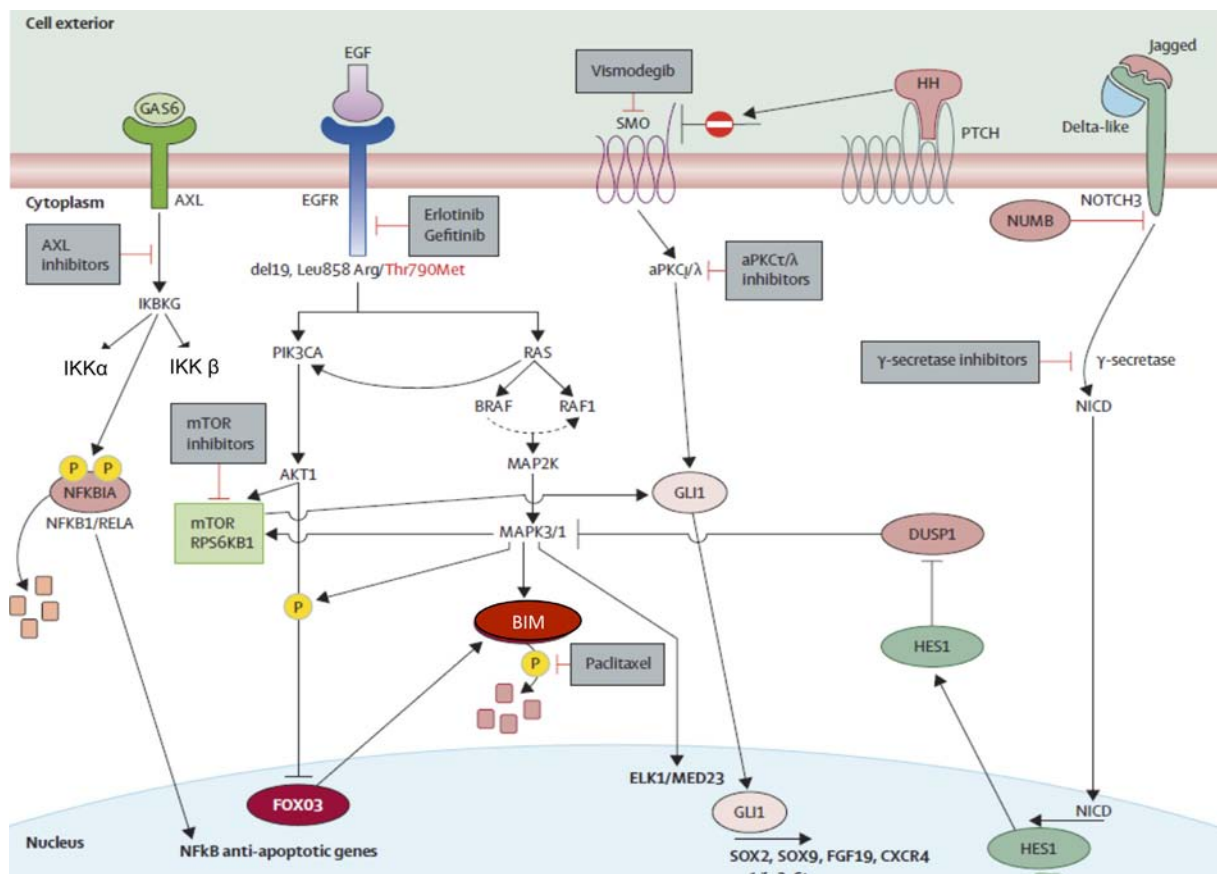 Cell exterior
EGF
Jagged
Vismodegib
HH
GAS6
SMO
PTCH
Delta-like
AXL
EGFR
Cytoplasm
NOTCH3
Erlotinib
Gefitinib
NUMB
AXL
inhibitors
del19, Leu858 Arg/Thr790Met
aPKCι/λ
aPKCτ/λ
inhibitors
IKBKG
IKKα
IKK β
PIK3CA
RAS
γ-secretase inhibitors
γ-secretase
BRAF
RAF1
NICD
mTOR
inhibitors
P
P
MAP2K
AKT1
NFKBIA
GLI1
NFKB1/RELA
mTOR
RPS6KB1
MAPK3/1
DUSP1
P
BIM
HES1
P
Paclitaxel
ELK1/MED23
FOX03
GLI1
NICD
Nucleus
NFkB anti-apoptotic genes
HES1
SOX2, SOX9, FGF19, CXCR4